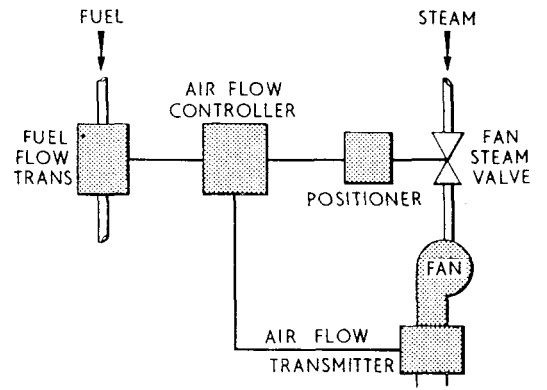 FUEL
STEAM
AIR FLOW
CONTROLLER
FUEL
FLOW
TRANS
POSITIONER
FAN
STEAM
VALVE
FAN
AIR FLOW
TRANSMITTER